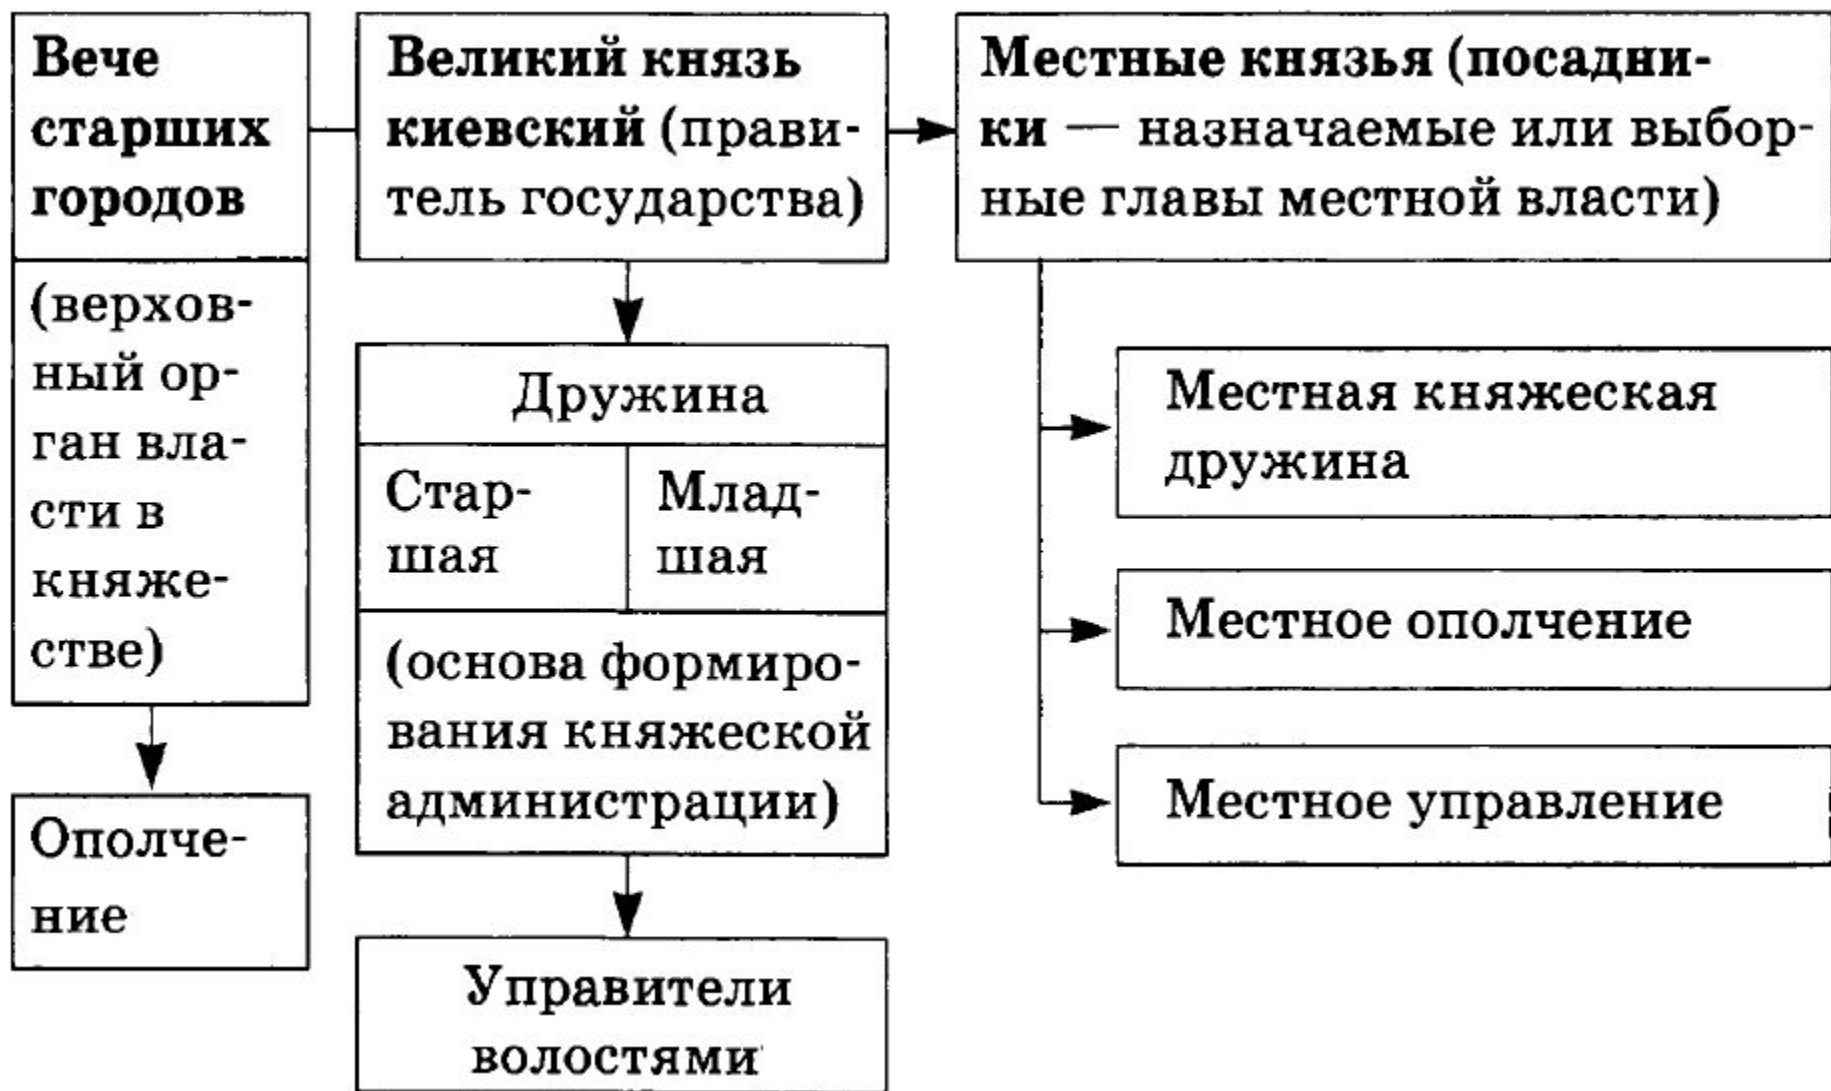 Вече
старших
городов
(верхов-
ный ор-
ган вла-
сти в
княже-
стве)
Ополче-
ние
Великий князь
киевский (прави-
тель государства)
Дружина
Стар-
шая
Млад-
шая
(основа формиро-
вания княжеской
администрации)
Управители
волостями
Местные князья (посадни-
ки — назначаемые или выбор-
ные главы местной власти)
Местная княжеская
дружина
Местное ополчение
Местное управление